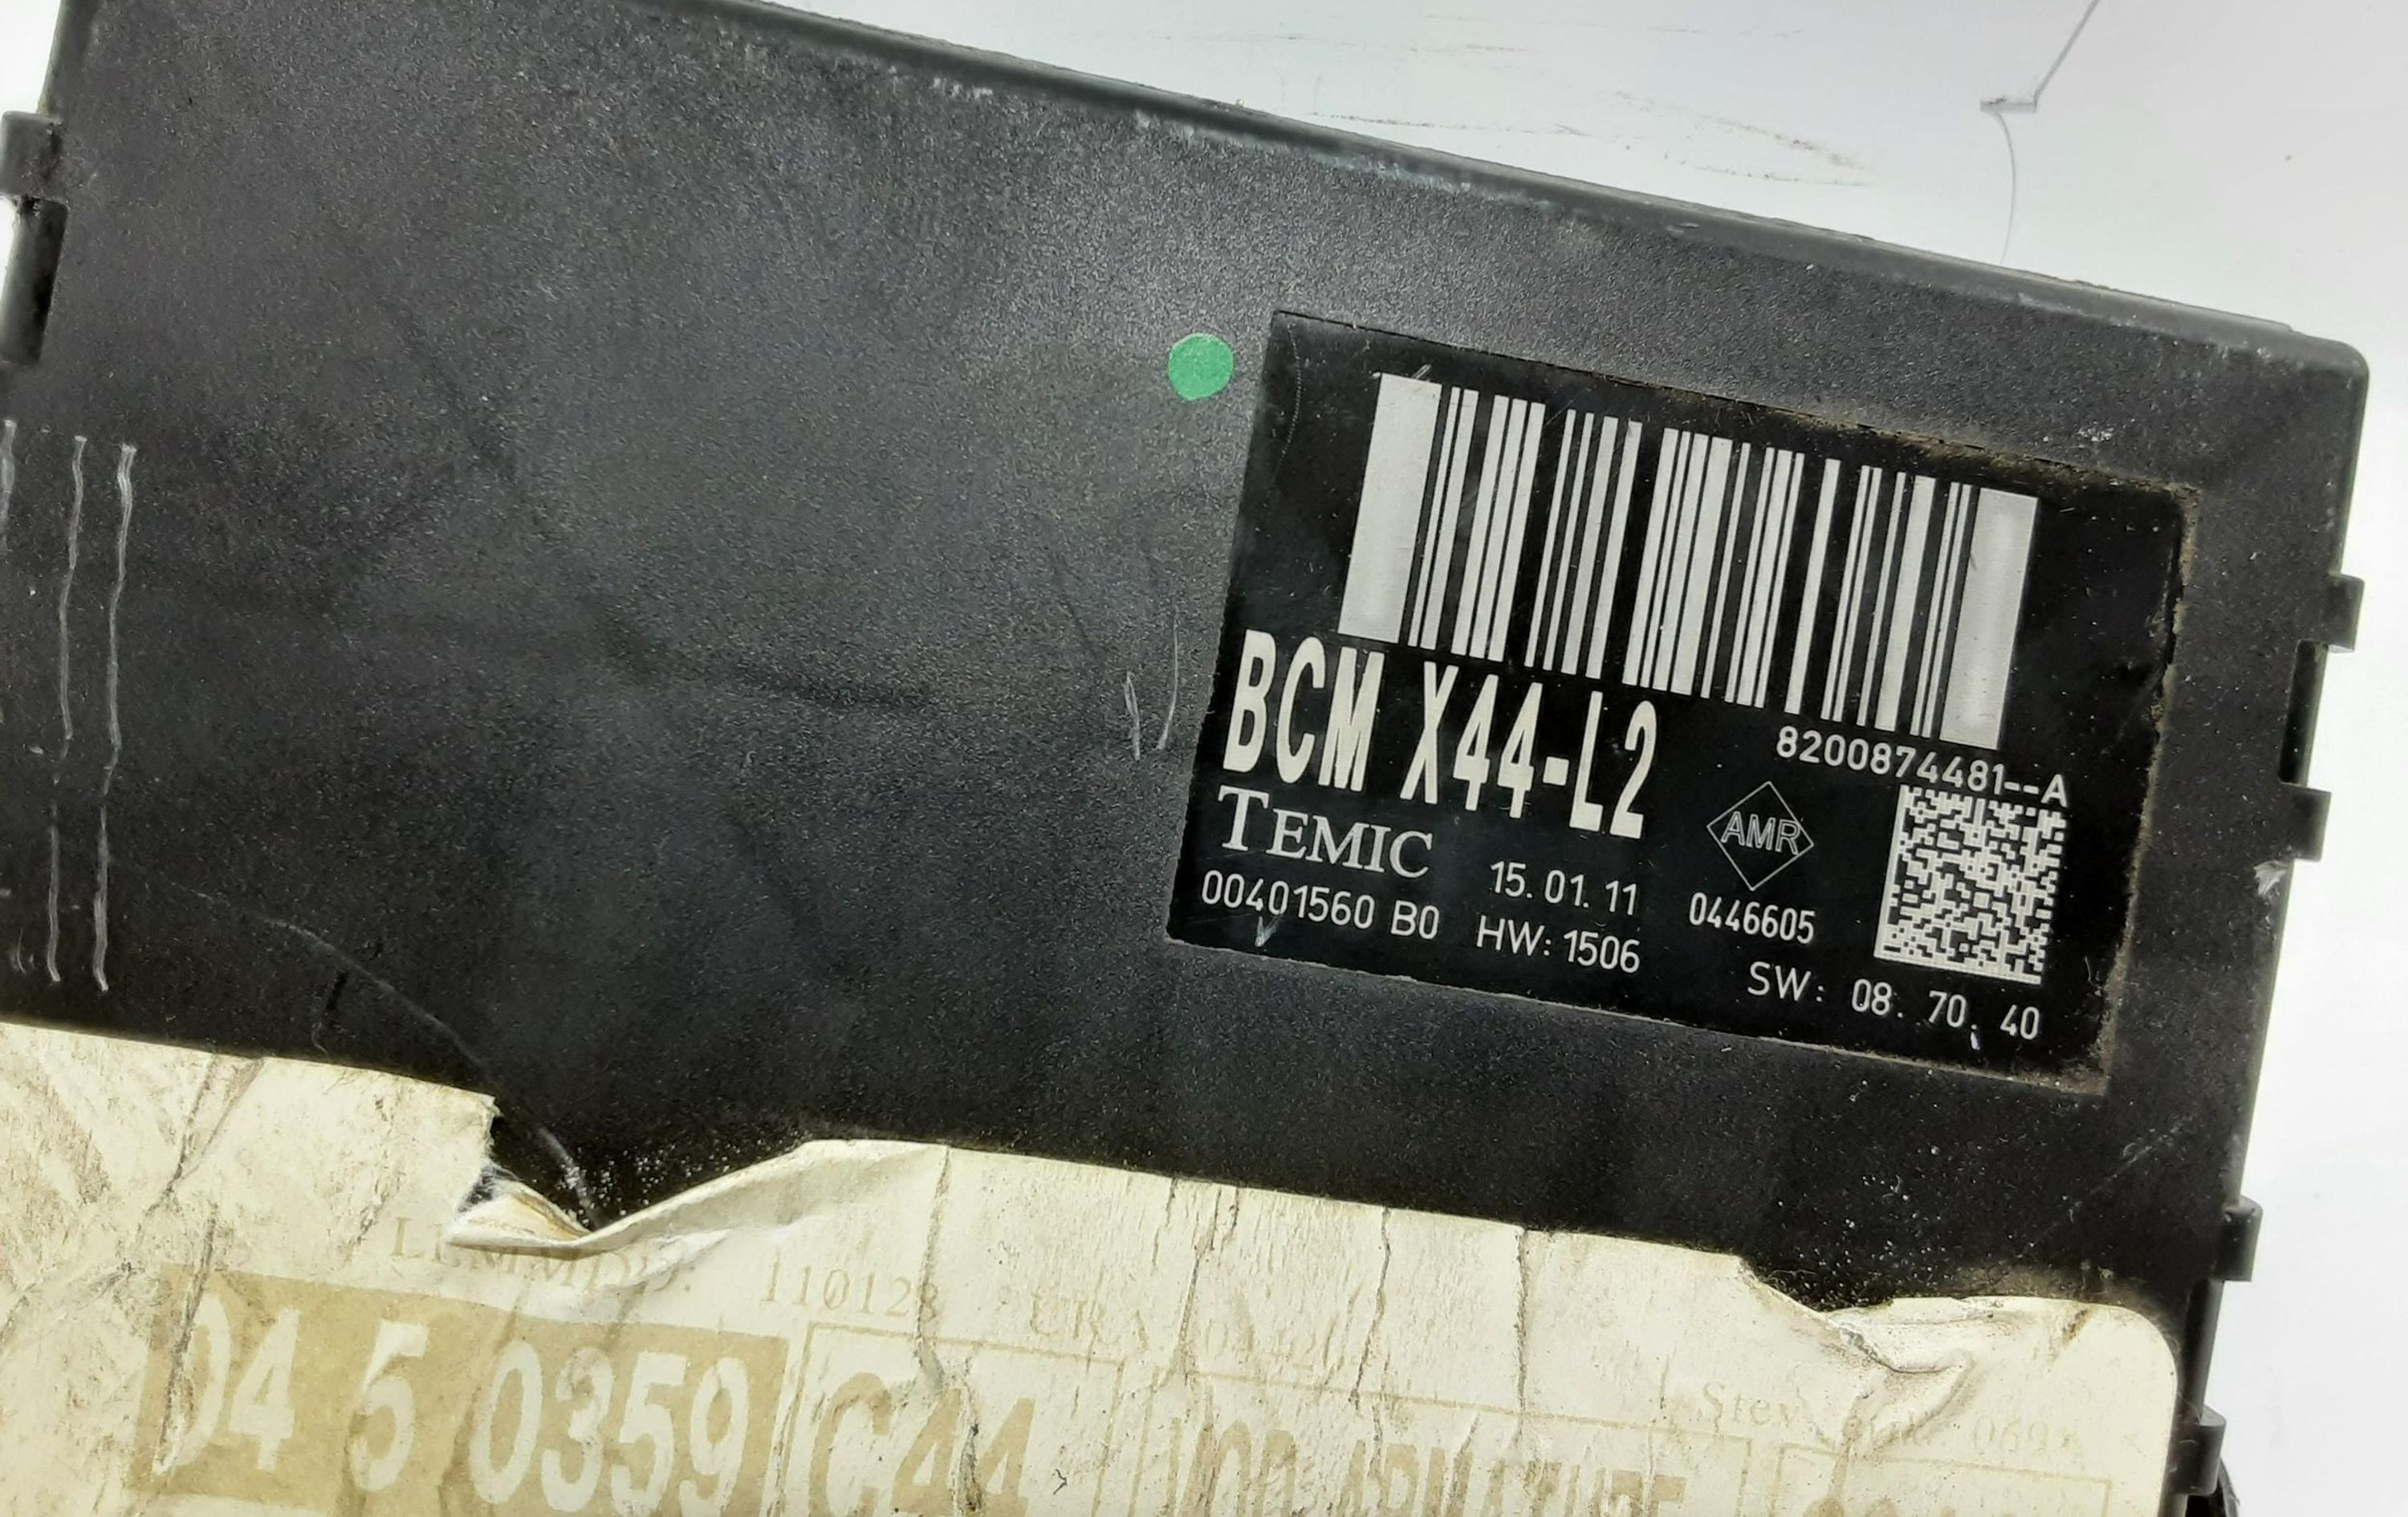 8200874481--A
BCM X44-L2
TEMIC
AMR
15.01.11
0446605
00401560 B0 HW: 1506
SW: 08. 70. 40
110128
04 5 0359 C44